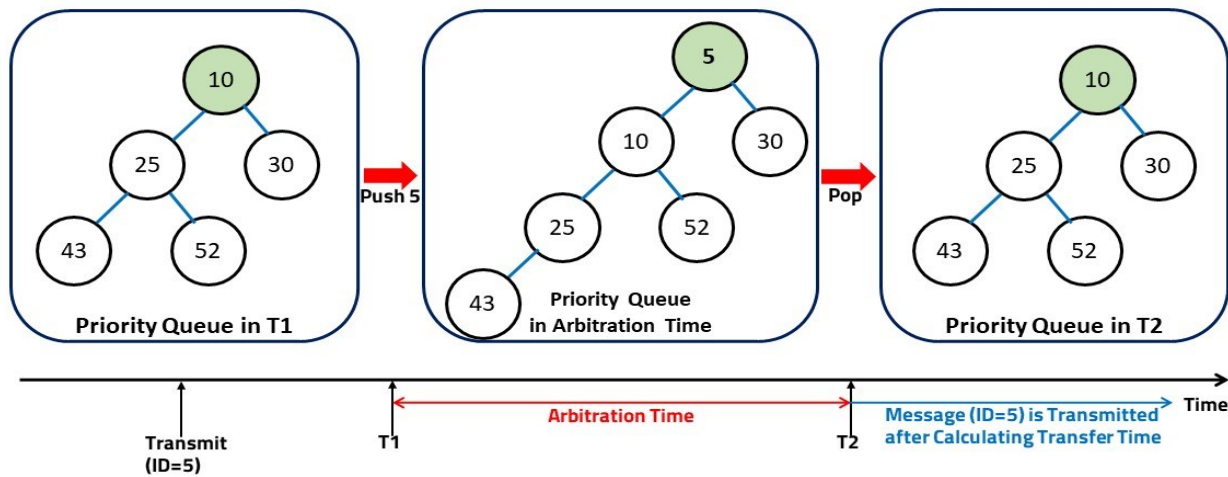 10
25
30
43
52
Priority Queue in T1
Push 5
5
10
30
25
52
43
Priority Queue
in Arbitration Time
Pop
10
25
30
43
52
Priority Queue in T2
Transmit
(ID=5)
T1
Arbitration Time
T2
Message (ID=5) is Transmitted
after Calculating Transfer Time
Time